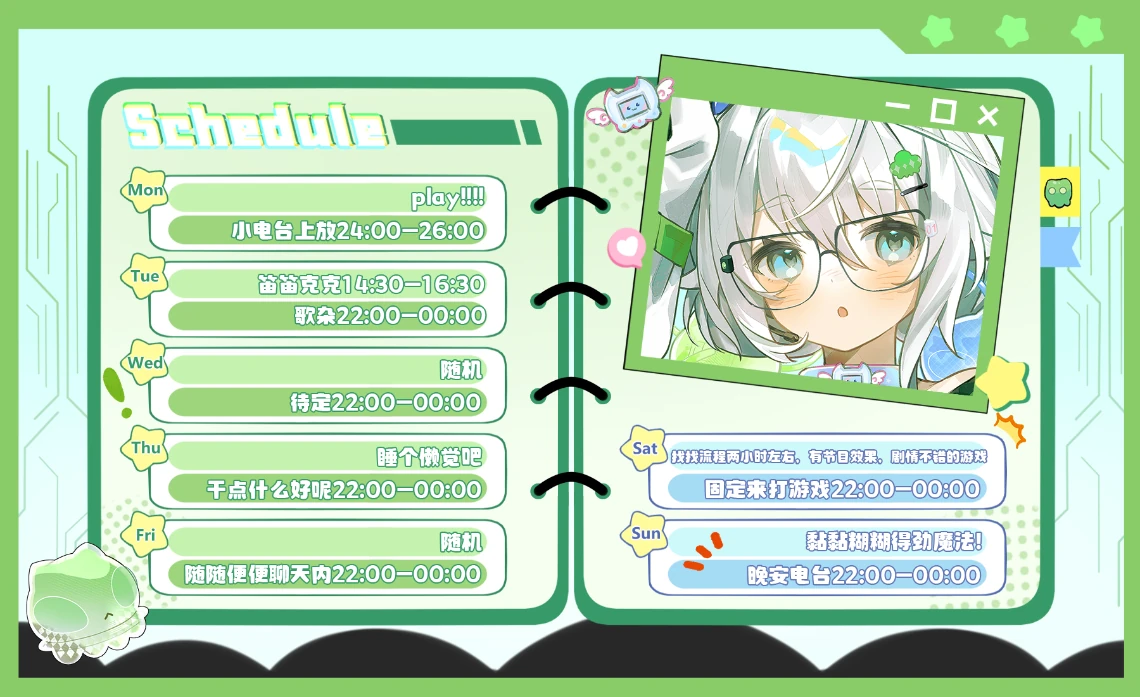 Schedule
Mon
play!!!!
小电台上放24:00—26:00
Tue
笛笛克克14:30—16:30
歌杂22:00—00:00
Wed
随机
待定22:00—00:00
Thu
睡个懒觉吧
干点什么好呢22:00—00:00
Fri
随机
随随便便聊天内22:00—00:00
Sat
找找流程两小时左右，有节目效果，剧情不错的游戏
固定来打游戏22:00—00:00
Sun
黏黏糊糊得劲魔法!
晚安电台22:00—00:00